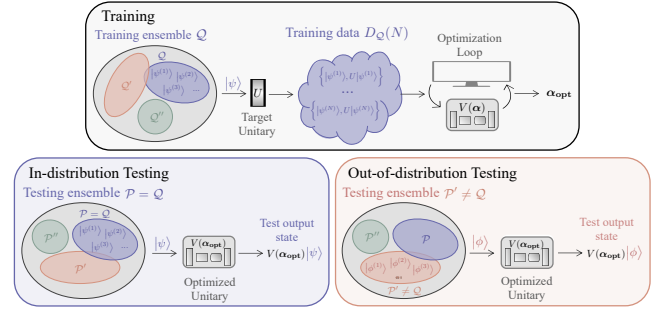 Training
Training ensemble 𝒬
Training data D_𝒬(N)
Optimization
Loop
𝒬
|ψ⁽¹⁾⟩ |ψ⁽²⁾⟩
|ψ⁽³⟩⟩ ...
𝒬′
𝒬″
|ψ⟩
U
Target
Unitary
{|ψ⁽¹⁾⟩, U|ψ⁽¹⁾⟩}
...
{|ψ⁽ᴺ⁾⟩, U|ψ⁽ᴺ⁾⟩}
V(α)
α_opt
In-distribution Testing
Testing ensemble 𝒫 = 𝒬
𝒫 = 𝒬
𝒫″
|ψ⁽¹⁾⟩ |ψ⁽²⁾⟩
|ψ⁽³⁾⟩ ...
𝒫′
|ψ⟩
V(α_opt)
Optimized
Unitary
Test output
state
V(α_opt)|ψ⟩
Out-of-distribution Testing
Testing ensemble 𝒫′ ≠ 𝒬
𝒫″
𝒫
|ϕ⁽¹⁾⟩ |ϕ⁽²⁾⟩ |ϕ⁽³⁾⟩
...
𝒫′ ≠ 𝒬
|ϕ⟩
V(α_opt)
Optimized
Unitary
Test output
state
V(α_opt)|ϕ⟩